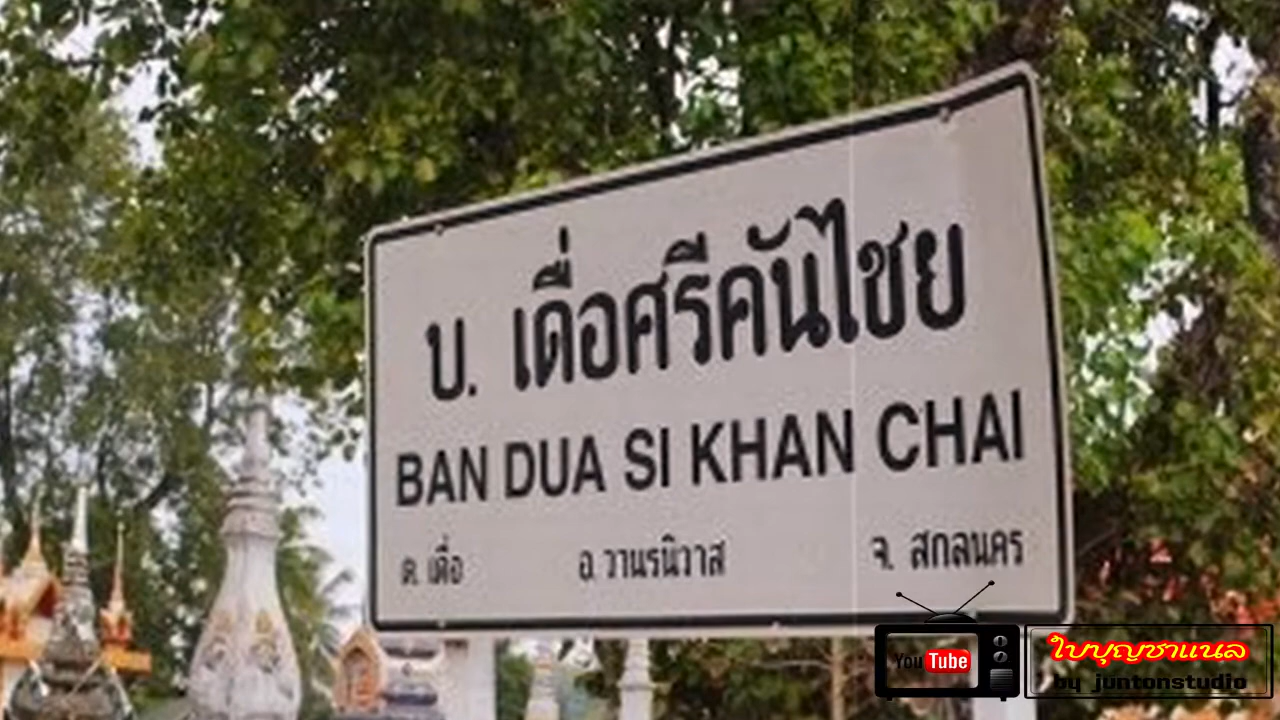 บ. เดื่อศรีคันไชย
BAN DUA SI KHAN CHAI
ต. เดื่อ อ. วานรนิวาส จ. สกลนคร
YouTube
ใบบุญชาแนล
by juntonstudio